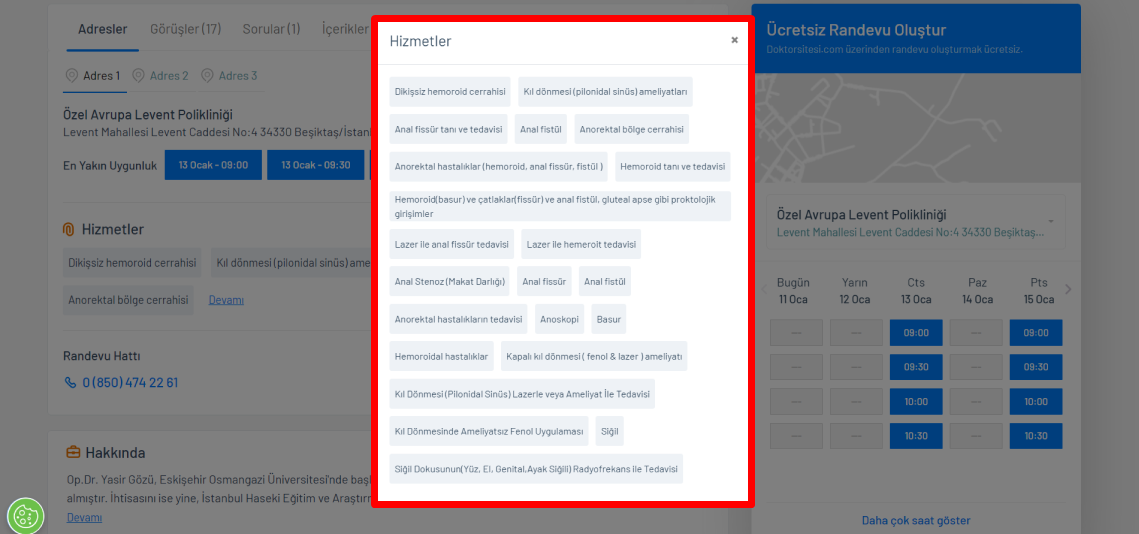 Adresler
Görüşler (17)
Sorular (1)
İçerikler
Adres 1
Adres 2
Adres 3
Özel Avrupa Levent Polikliniği
Levent Mahallesi Levent Caddesi No:4 34330 Beşiktaş/İstan
En Yakın Uygunluk
13 Ocak - 09:00
13 Ocak - 09:30
Hizmetler
Dikişsiz hemoroid cerrahisi
Kıl dönmesi (pilonidal sinüs) ame
Anorektal bölge cerrahisi
Devamı
Randevu Hattı
0 (850) 474 22 61
Hakkında
Op.Dr. Yasir Gözü, Eskişehir Osmangazi Üniversitesi'nde baş
almıştır. İhtisasını ise yine, İstanbul Haseki Eğitim ve Araştırm
Devamı
Hizmetler
×
Dikişsiz hemoroid cerrahisi
Kıl dönmesi (pilonidal sinüs) ameliyatları
Anal fissür tanı ve tedavisi
Anal fistül
Anorektal bölge cerrahisi
Anorektal hastalıklar (hemoroid, anal fissür, fistül )
Hemoroid tanı ve tedavisi
Hemoroid(basur) ve çatlaklar(fissür) ve anal fistül, gluteal apse gibi proktolojik
girişimler
Lazer ile anal fissür tedavisi
Lazer ile hemeroit tedavisi
Anal Stenoz (Makat Darlığı)
Anal fissür
Anal fistül
Anorektal hastalıkların tedavisi
Anoskopi
Basur
Hemoroidal hastalıklar
Kapalı kıl dönmesi ( fenol & lazer ) ameliyatı
Kıl Dönmesi (Pilonidal Sinüs) Lazerle veya Ameliyat İle Tedavisi
Kıl Dönmesinde Ameliyatsız Fenol Uygulaması
Siğil
Siğil Dokusunun(Yüz, El, Genital,Ayak Siğili) Radyofrekans ile Tedavisi
Ücretsiz Randevu Oluştur
Doktorsitesi.com üzerinden randevu oluşturmak ücretsiz.
Özel Avrupa Levent Polikliniği
Levent Mahallesi Levent Caddesi No:4 34330 Beşiktaş...
Bugün Yarın Cts Paz Pts
11 Oca 12 Oca 13 Oca 14 Oca 15 Oca
— — 09:00 — 09:00
— — 09:30 — 09:30
— — 10:00 — 10:00
— — 10:30 — 10:30
Daha çok saat göster